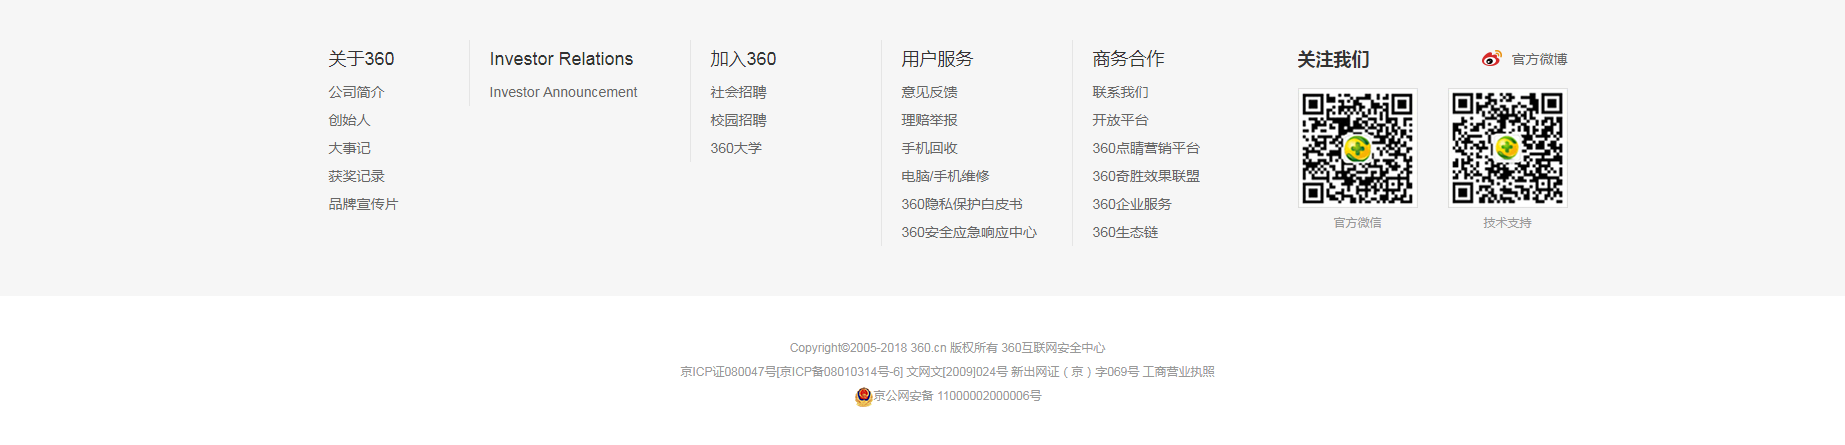 关于360
公司简介
创始人
大事记
获奖记录
品牌宣传片
Investor Relations
Investor Announcement
加入360
社会招聘
校园招聘
360大学
用户服务
意见反馈
理赔举报
手机回收
电脑/手机维修
360隐私保护白皮书
360安全应急响应中心
商务合作
联系我们
开放平台
360点睛营销平台
360奇胜效果联盟
360企业服务
360生态链
关注我们
官方微博
官方微信
技术支持
Copyright©2005-2018 360.cn 版权所有 360互联网安全中心
京ICP证080047号[京ICP备08010314号-6] 文网文[2009]024号 新出网证（京）字069号 工商营业执照
京公网安备 11000002000006号